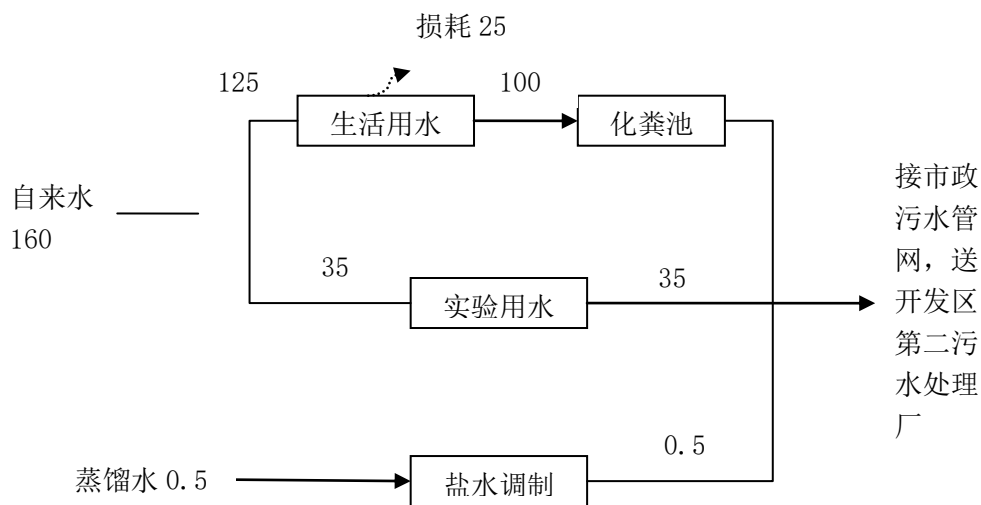 损耗 25
125
100
生活用水
化粪池
自来水
160
接市政
污水管
网，送
开发区
第二污
水处理
厂
35
35
实验用水
0.5
蒸馏水 0.5
盐水调制